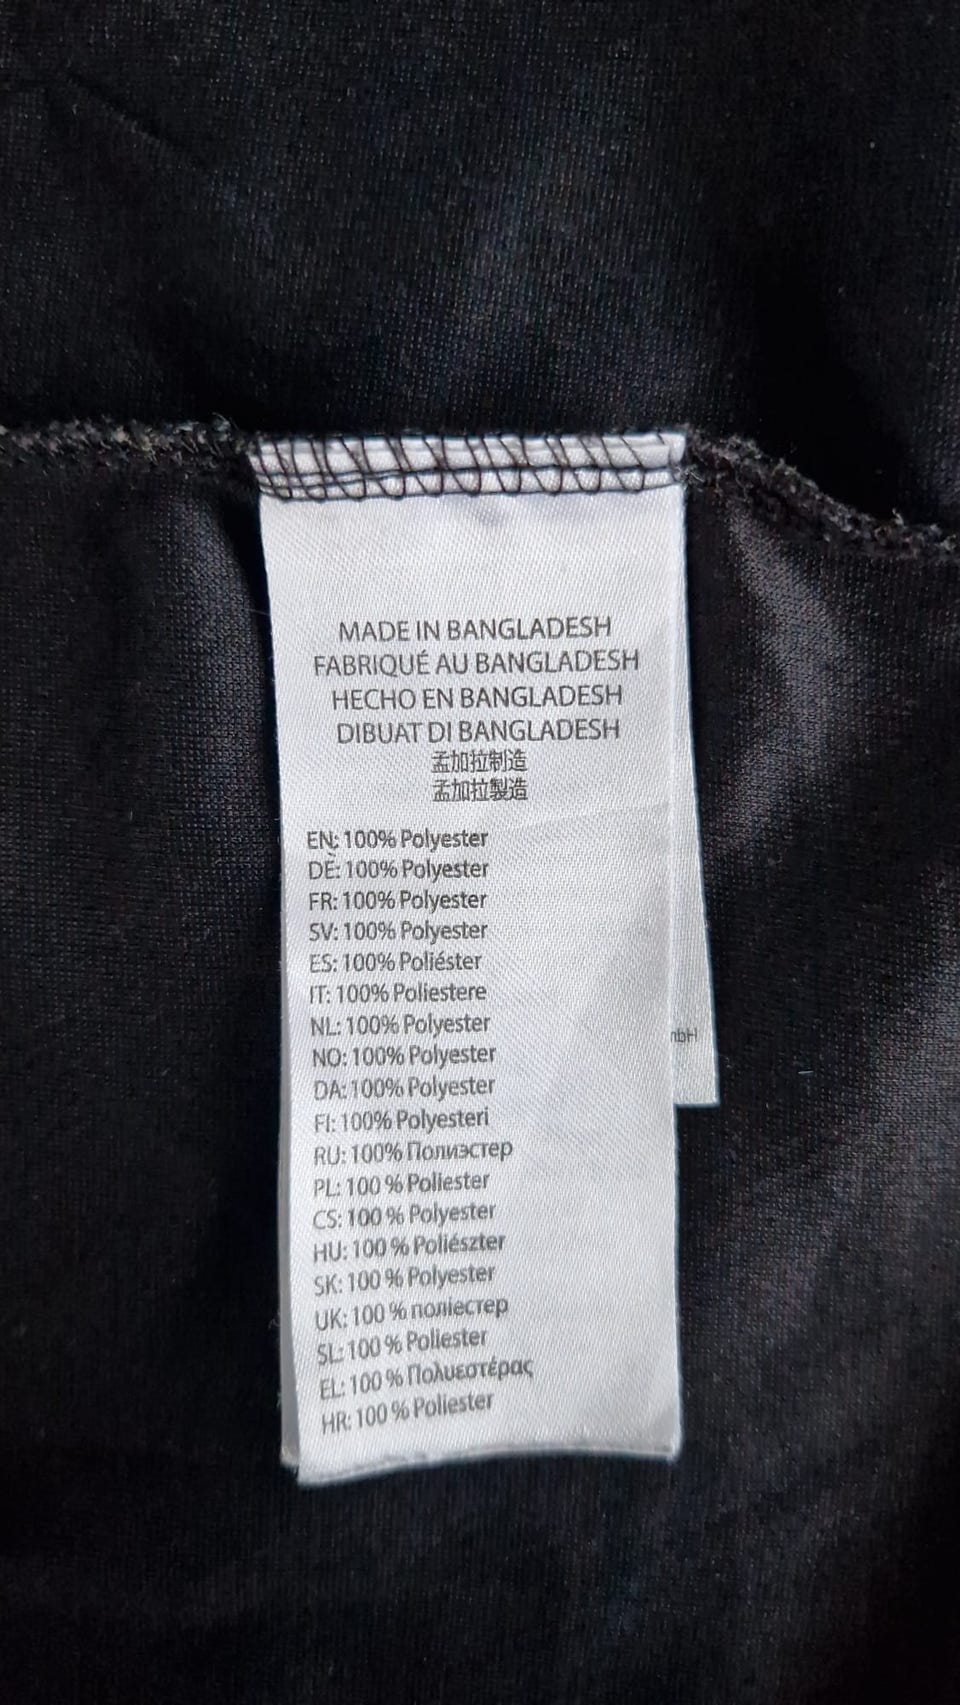 MADE IN BANGLADESH
FABRIQUÉ AU BANGLADESH
HECHO EN BANGLADESH
DIBUAT DI BANGLADESH
孟加拉制造
孟加拉製造
EN: 100% Polyester
DE: 100% Polyester
FR: 100% Polyester
SV: 100% Polyester
ES: 100% Poliéster
IT: 100% Poliestere
NL: 100% Polyester
NO: 100% Polyester
DA: 100% Polyester
FI: 100% Polyesteri
RU: 100% Полиэстер
PL: 100 % Poliester
CS: 100 % Polyester
HU: 100 % Poliészter
SK: 100 % Polyester
UK: 100 % поліестер
SL: 100 % Poliester
EL: 100 % Πολυεστέρας
HR: 100 % Poliester